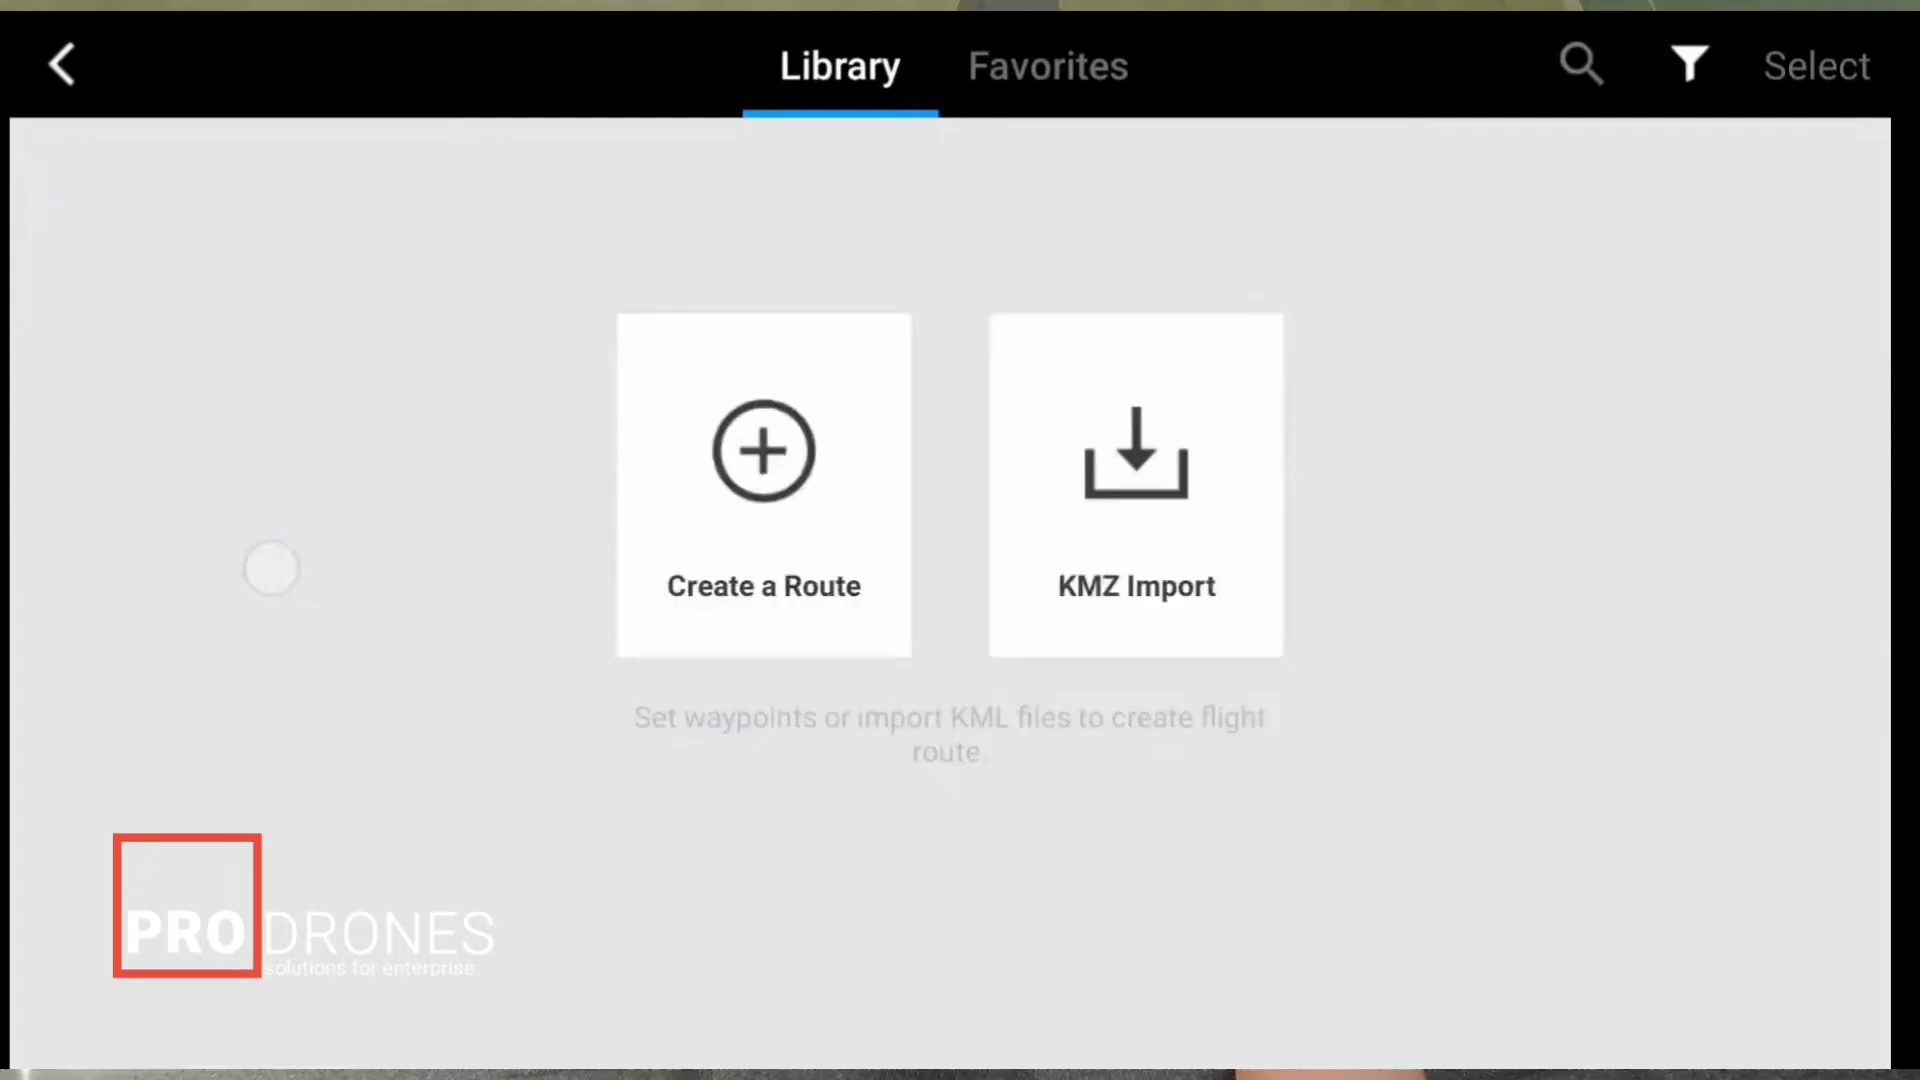 Library Favorites Select
Create a Route KMZ Import
Set waypoints or import KML files to create flight
route.
PRO DRONES
solutions for enterprise